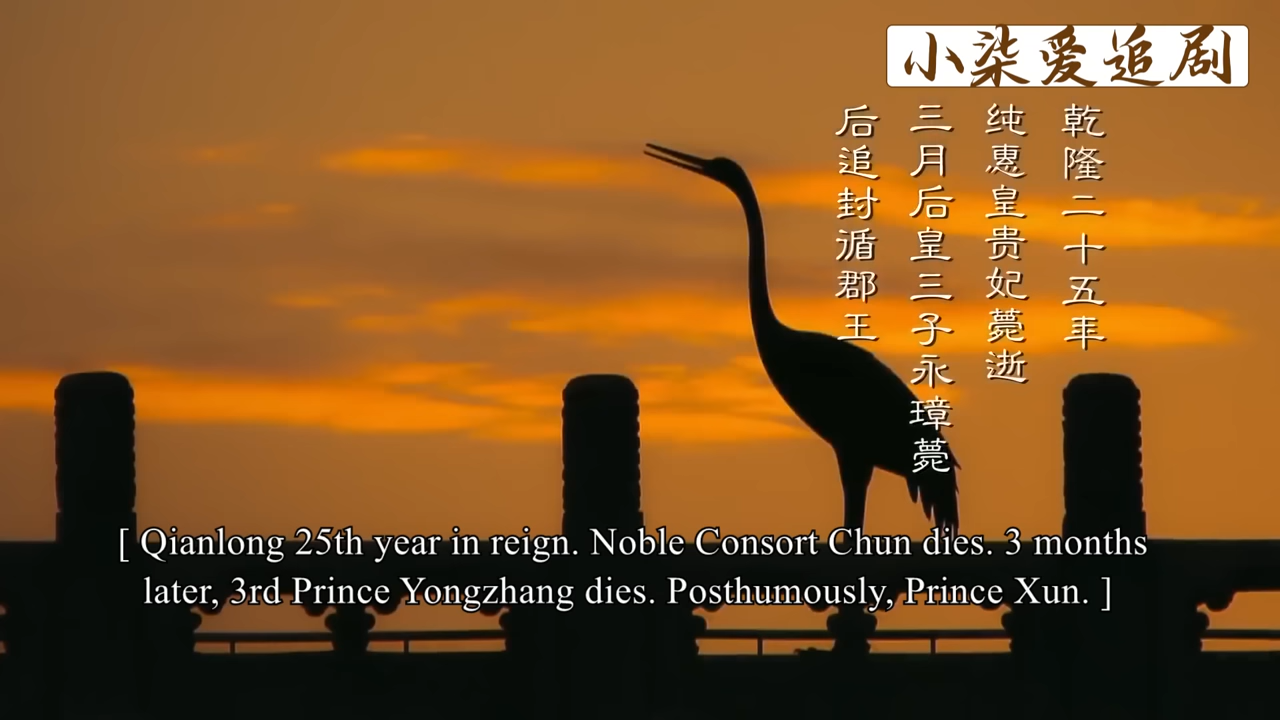 小柒爱追剧
乾隆二十五年
纯惠皇贵妃薨逝
三月后皇三子永璋薨
后追封循郡王
[ Qianlong 25th year in reign. Noble Consort Chun dies. 3 months
later, 3rd Prince Yongzhang dies. Posthumously, Prince Xun. ]